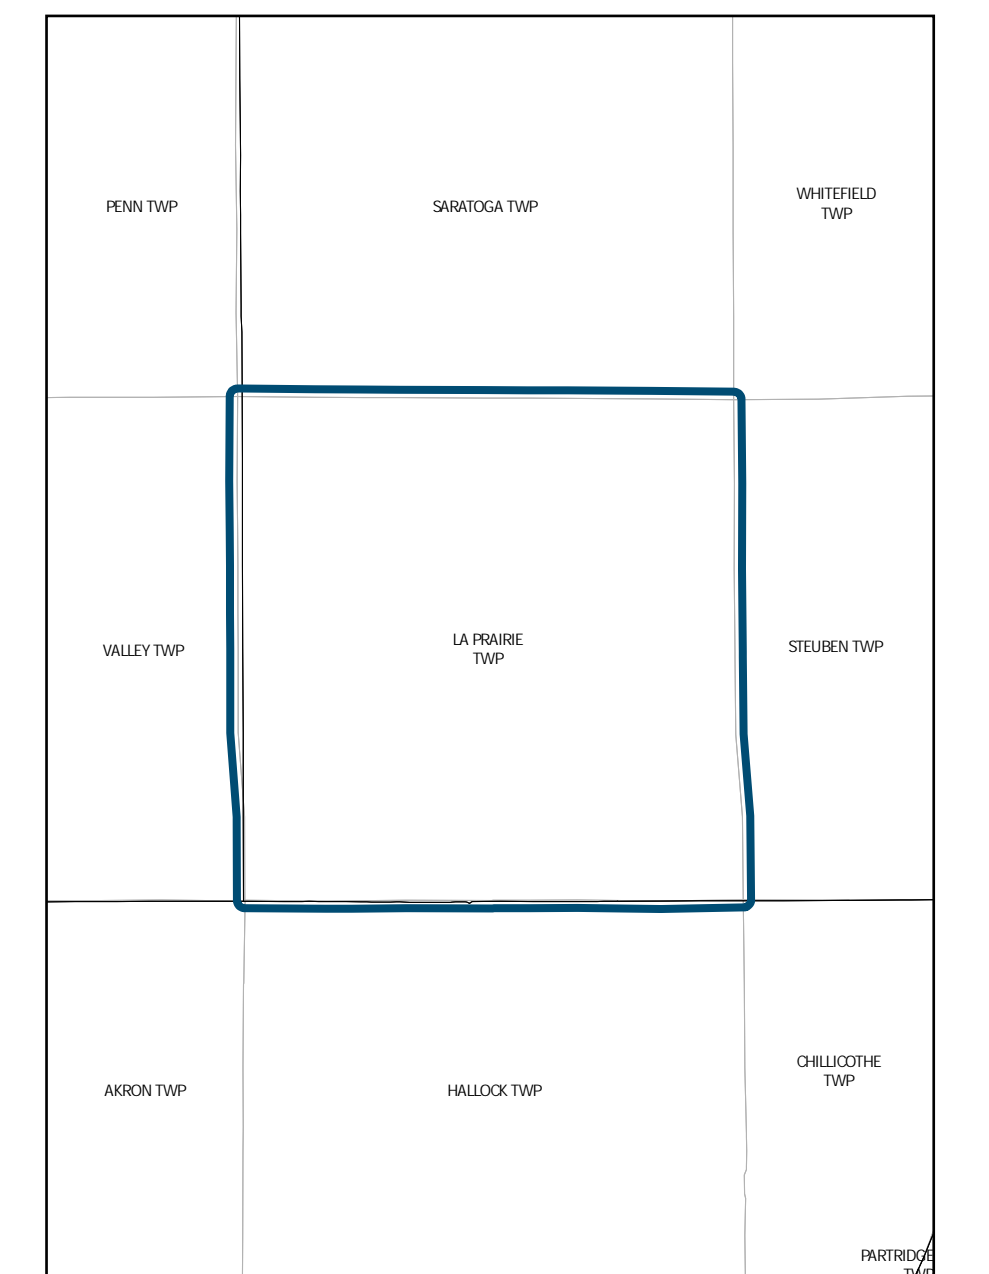 PENN TWP
SARATOGA TWP
WHITEFIELD
TWP
VALLEY TWP
LA PRAIRIE
TWP
STEUBEN TWP
AKRON TWP
HALLOCK TWP
CHILLICOTHE
TWP
PARTRIDGE
TWP